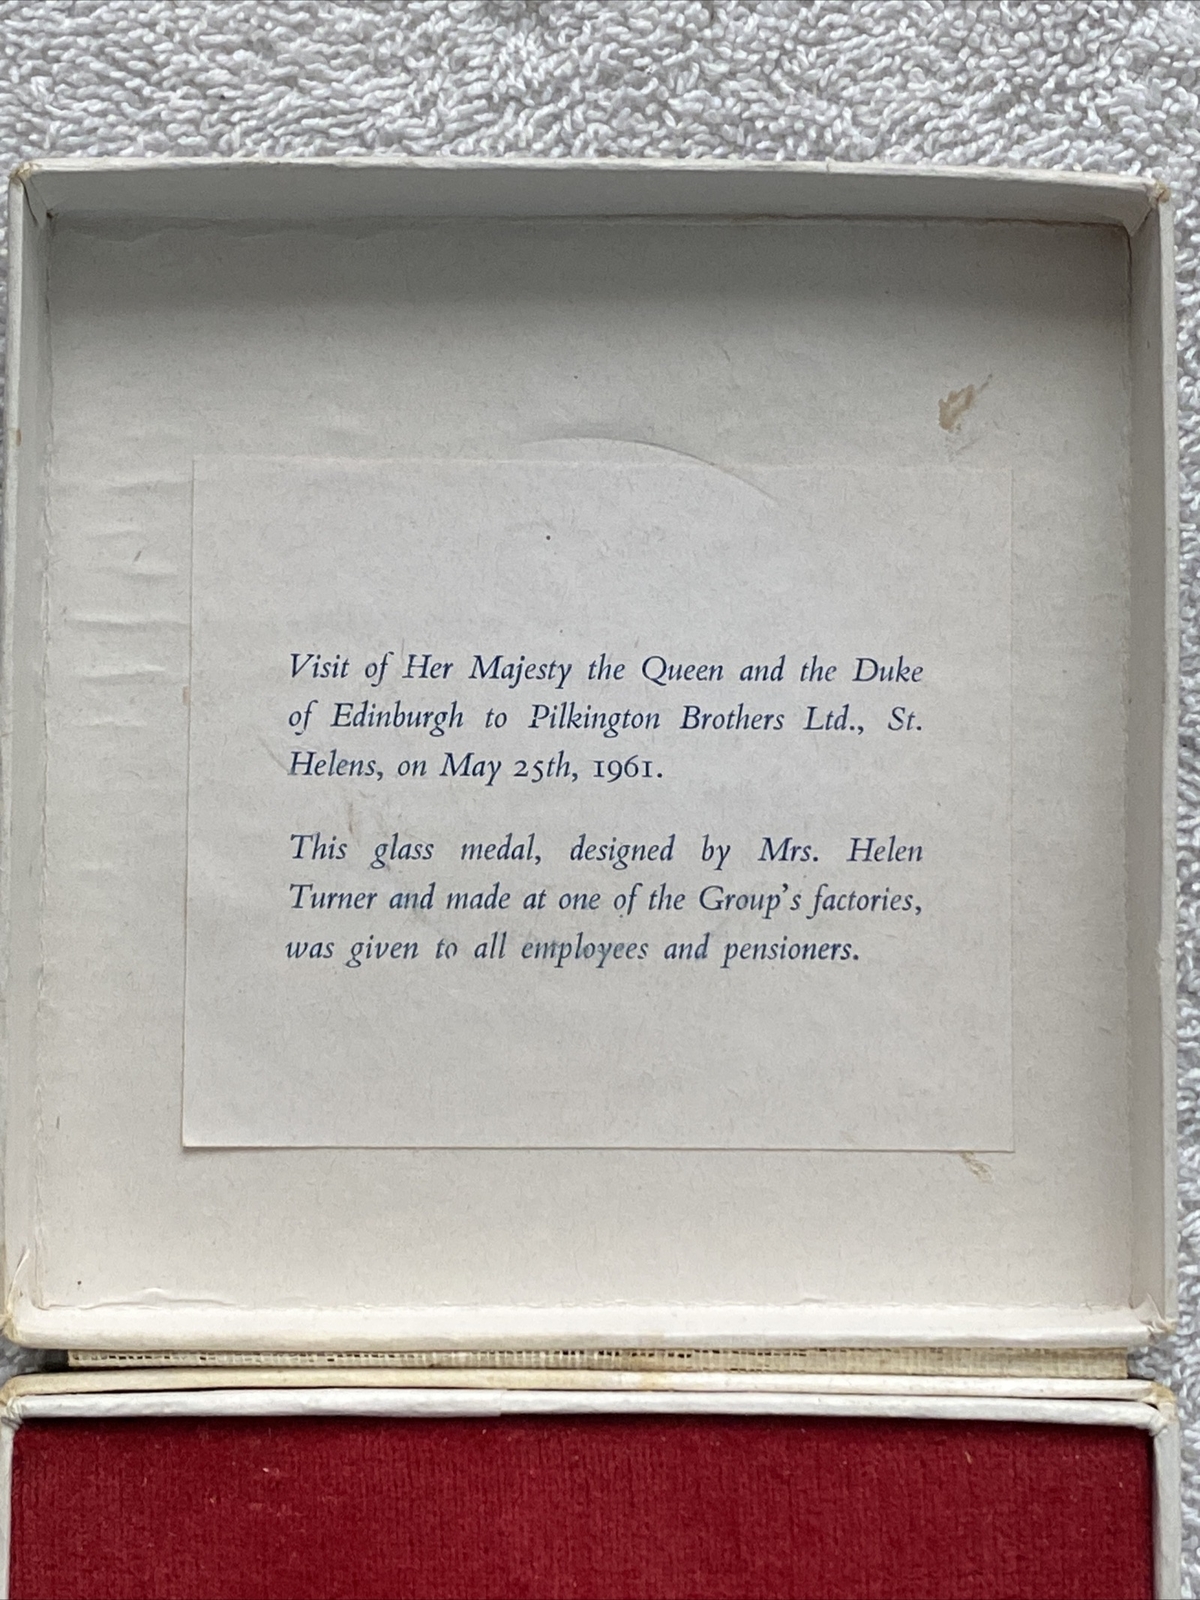 Visit of Her Majesty the Queen and the Duke
of Edinburgh to Pilkington Brothers Ltd., St.
Helens, on May 25th, 1961.
This glass medal, designed by Mrs. Helen
Turner and made at one of the Group's factories,
was given to all employees and pensioners.